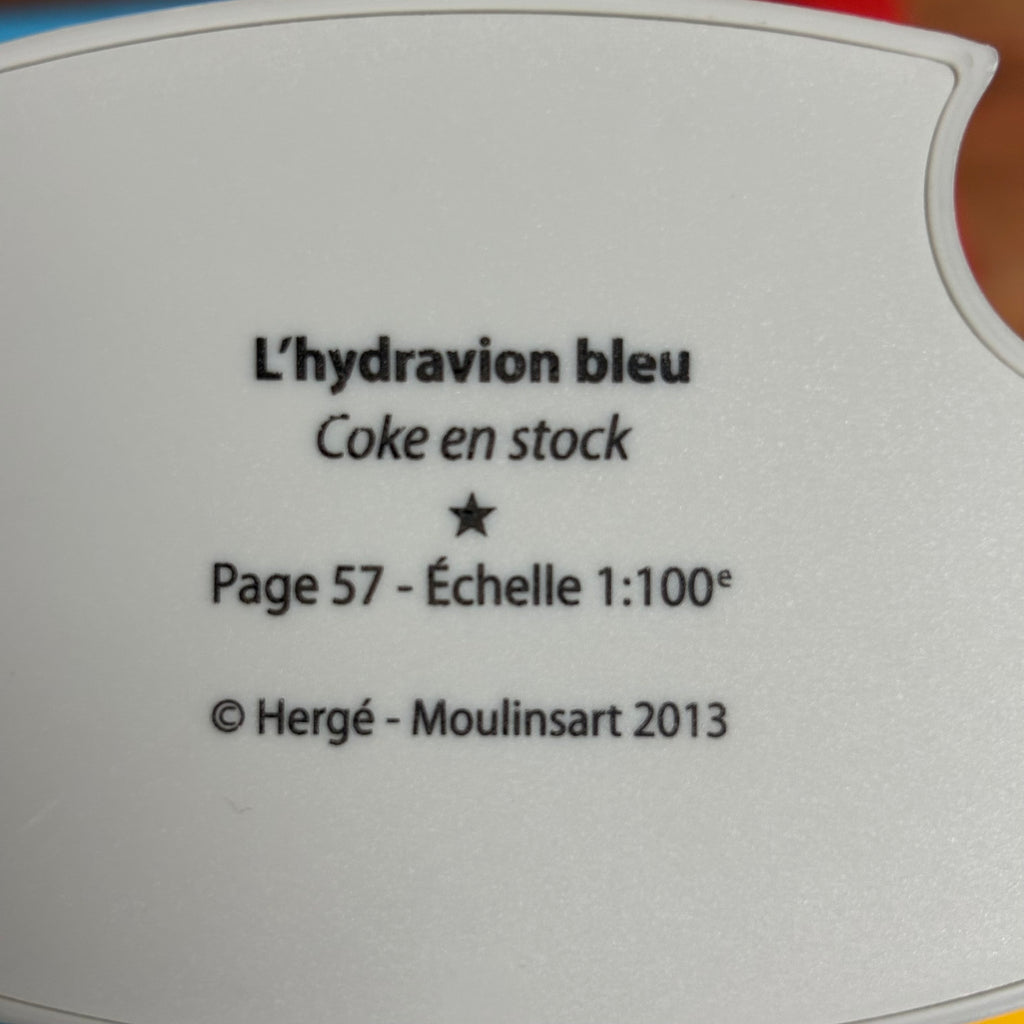 L'hydravion bleu
Coke en stock
★
Page 57 - Échelle 1:100ᵉ
© Hergé - Moulinsart 2013